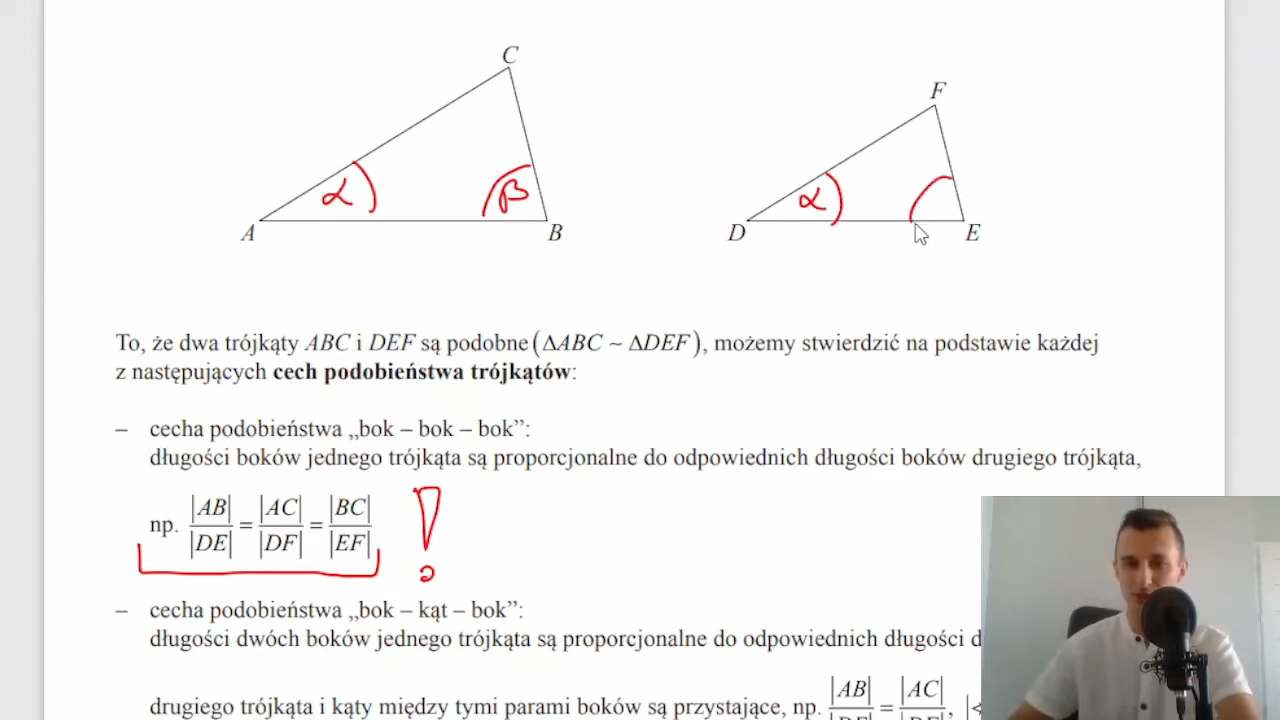 C
F
α β α
A B D E
To, że dwa trójkąty ABC i DEF są podobne (ΔABC ~ ΔDEF), możemy stwierdzić na podstawie każdej
z następujących cech podobieństwa trójkątów:
– cecha podobieństwa „bok – bok – bok”:
długości boków jednego trójkąta są proporcjonalne do odpowiednich długości boków drugiego trójkąta,
np. |AB|/|DE| = |AC|/|DF| = |BC|/|EF| !
– cecha podobieństwa „bok – kąt – bok”:
długości dwóch boków jednego trójkąta są proporcjonalne do odpowiednich długości
drugiego trójkąta i kąty między tymi parami boków są przystające, np. |AB| = |AC| ,